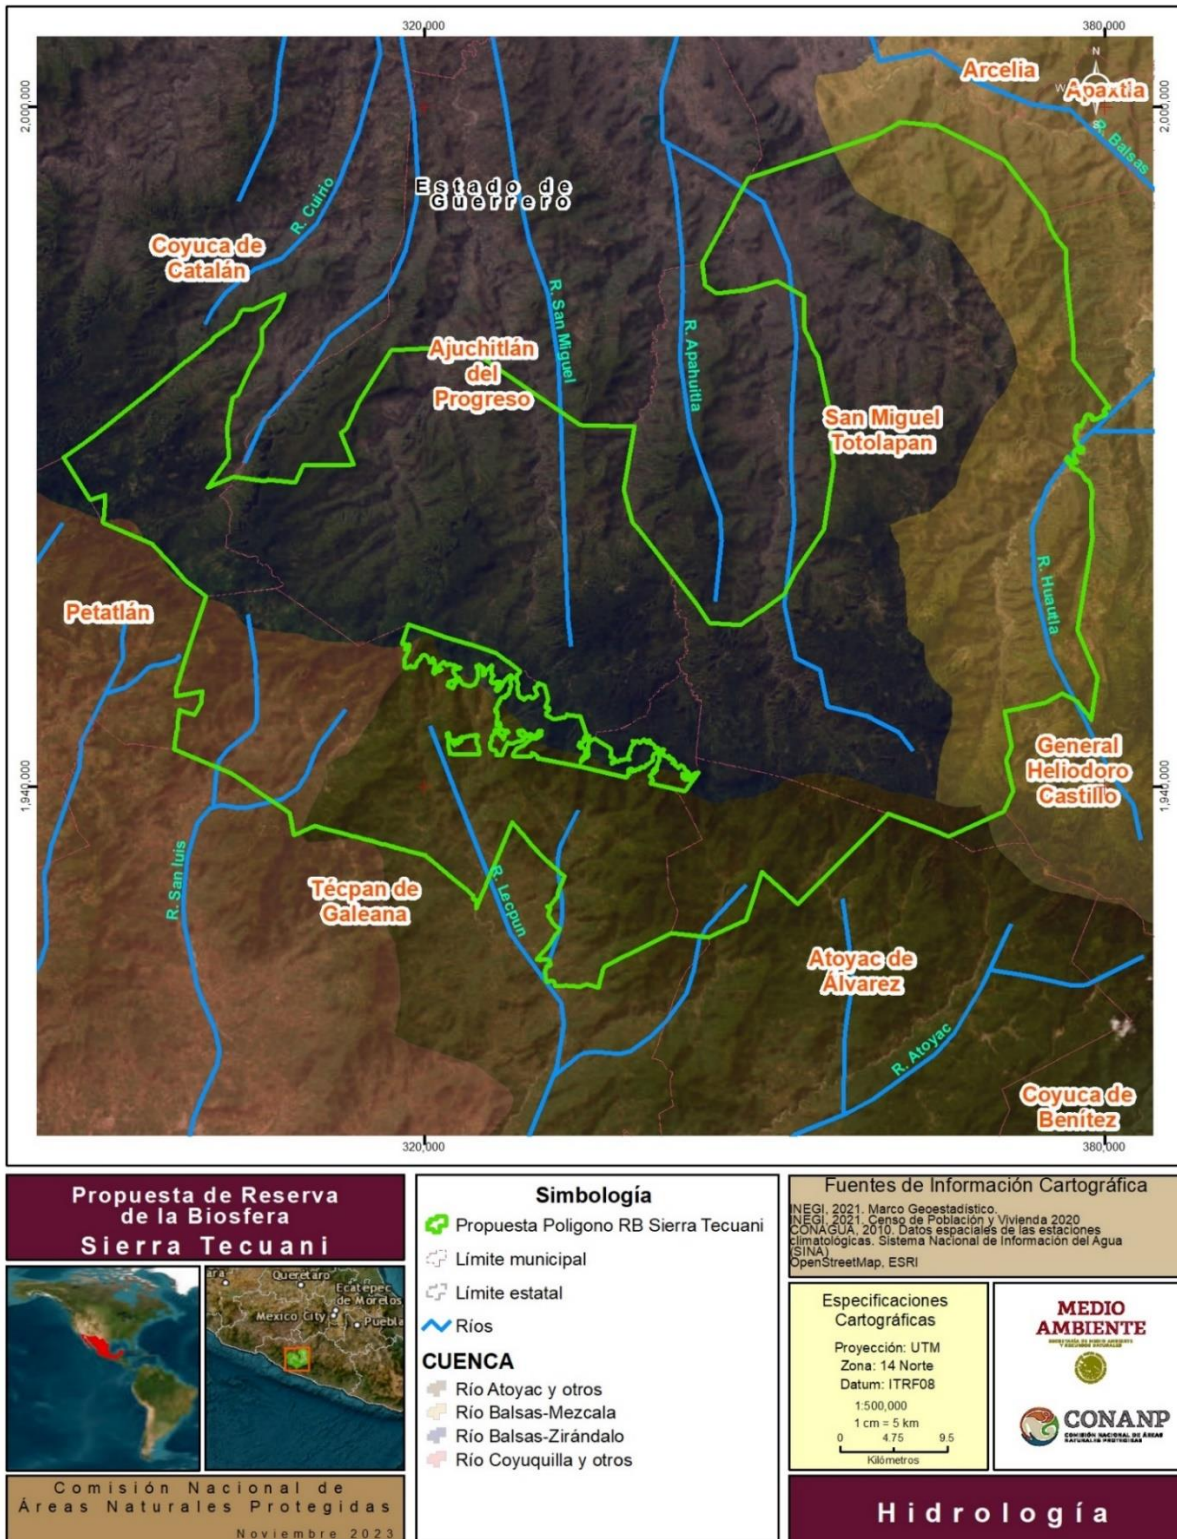 320,000
380,000
2,000,000
2,000,000
N
W
S
Arcelia
Apaxtla
R. Balsas
Estado de
Guerrero
R. Cuirio
Coyuca de
Catalán
R. San Miguel
R. Apahuitla
Ajuchitlán
del
Progreso
San Miguel
Totolapan
Petatlán
R. Huautla
General
Heliodoro
Castillo
1,940,000
1,940,000
R. San luis
Técpan de
Galeana
R. Lecpun
Atoyac de
Álvarez
R. Atoyac
Coyuca de
Benítez
320,000
380,000
Propuesta de Reserva
de la Biosfera
Sierra Tecuani
ara
Querétaro
Ecatepec
de Morelos
Mexico City
Puebla
Comisión Nacional de
Áreas Naturales Protegidas
Noviembre 2023
Simbología
Propuesta Poligono RB Sierra Tecuani
Límite municipal
Límite estatal
Ríos
CUENCA
Río Atoyac y otros
Río Balsas-Mezcala
Río Balsas-Zirándalo
Río Coyuquilla y otros
Fuentes de Información Cartográfica
INEGI, 2021. Marco Geoestadístico.
INEGI, 2021. Censo de Población y Vivienda 2020
CONAGUA, 2010. Datos espaciales de las estaciones
climatológicas. Sistema Nacional de Información del Agua
(SINA)
OpenStreetMap, ESRI
Especificaciones
Cartográficas
Proyección: UTM
Zona: 14 Norte
Datum: ITRF08
1:500,000
1 cm = 5 km
0 4.75 9.5
Kilómetros
MEDIO
AMBIENTE
SECRETARÍA DE MEDIO AMBIENTE
Y RECURSOS NATURALES
CONANP
COMISIÓN NACIONAL DE ÁREAS
NATURALES PROTEGIDAS
Hidrología